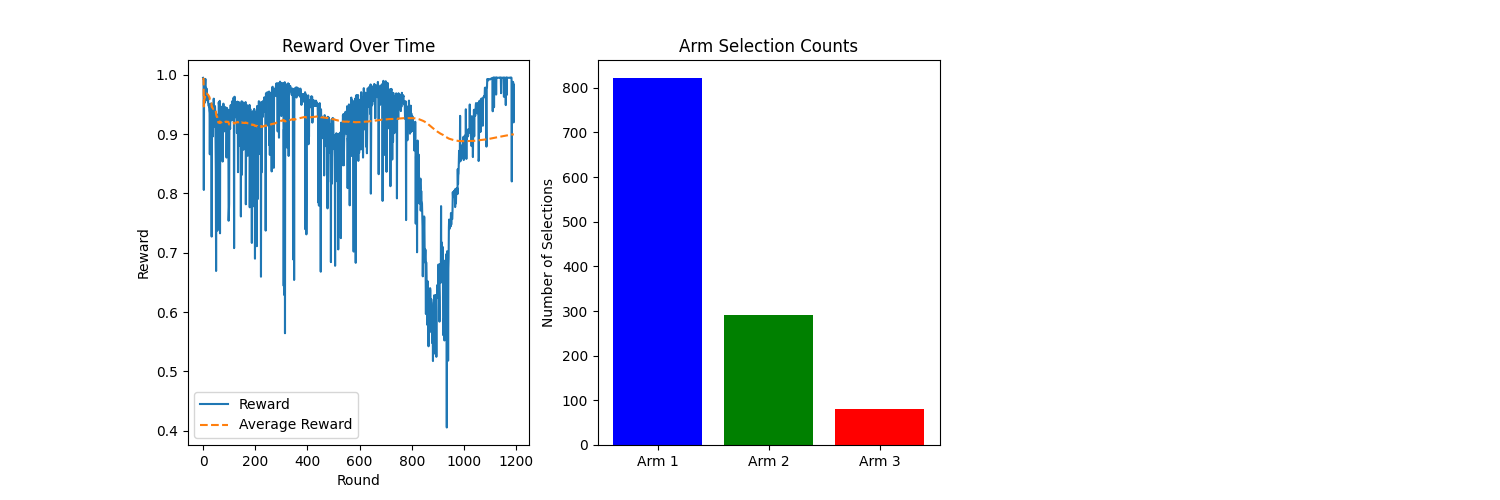 Reward Over Time
1.0
0.9
0.8
0.7
0.6
0.5
0.4
Reward
Reward
Average Reward
0 200 400 600 800 1000 1200
Round
Arm Selection Counts
800
700
600
500
400
300
200
100
0
Number of Selections
Arm 1 Arm 2 Arm 3